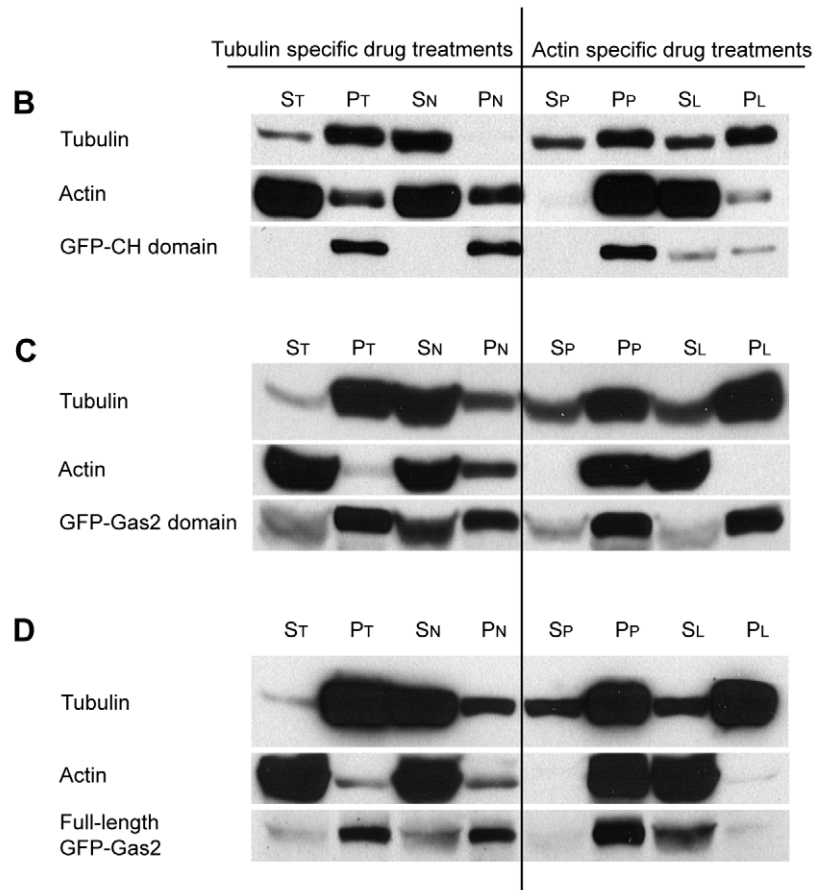 Tubulin specific drug treatments Actin specific drug treatments
B
ST PT SN PN SP PP SL PL
Tubulin
Actin
GFP-CH domain
C
ST PT SN PN SP PP SL PL
Tubulin
Actin
GFP-Gas2 domain
D
ST PT SN PN SP PP SL PL
Tubulin
Actin
Full-length
GFP-Gas2